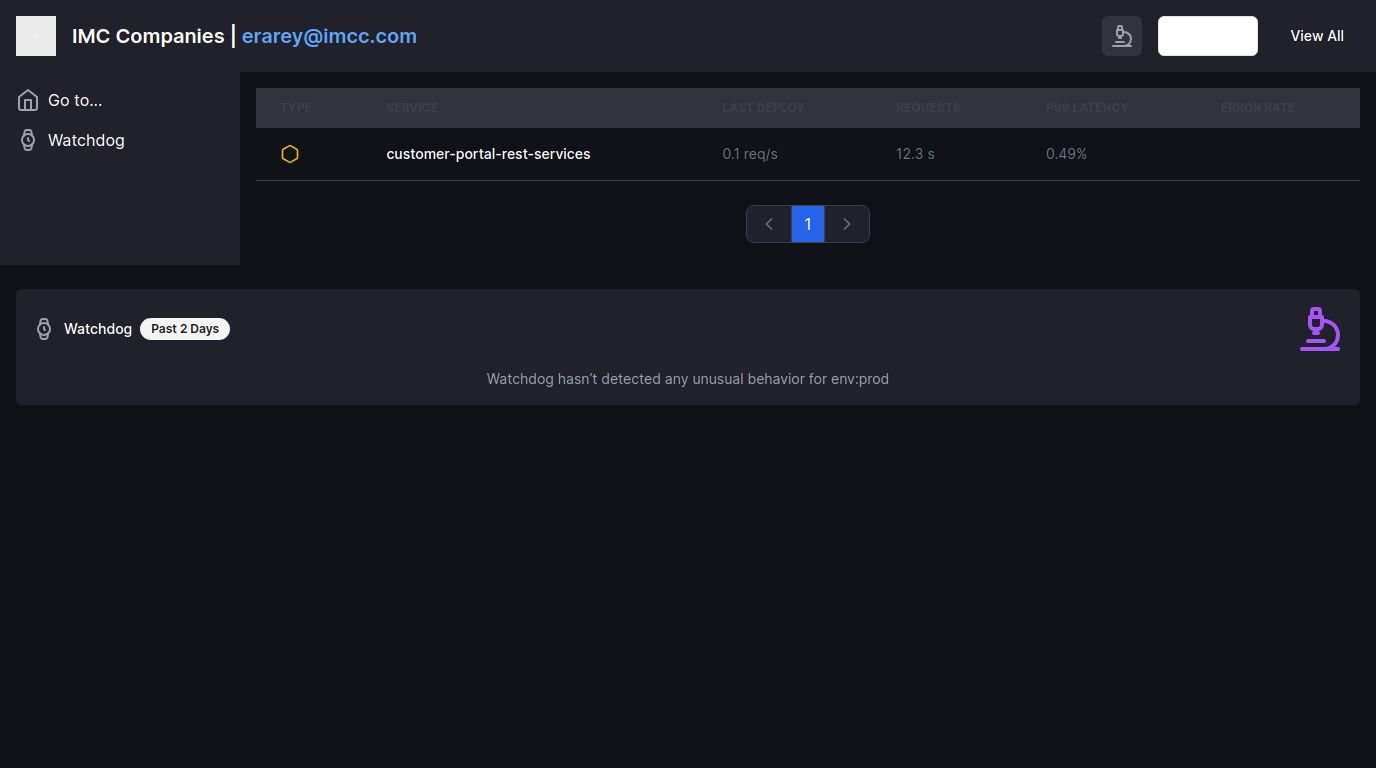 IMC Companies | erarey@imcc.com
View All
Go to...
Watchdog
TYPE SERVICE LAST DEPLOY REQUESTS P99 LATENCY ERROR RATE
customer-portal-rest-services 0.1 req/s 12.3 s 0.49%
1
Watchdog Past 2 Days
Watchdog hasn’t detected any unusual behavior for env:prod